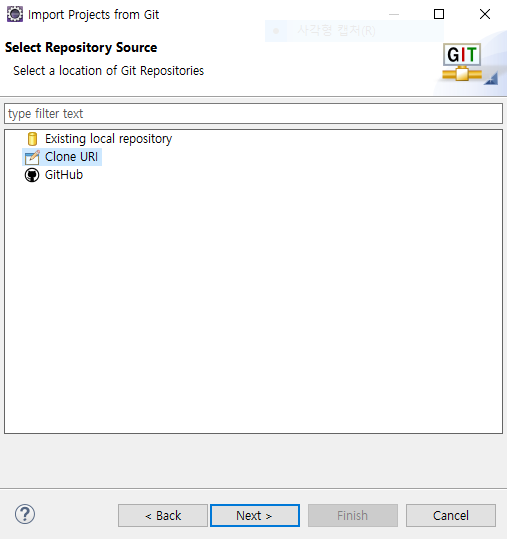 Import Projects from Git
사각형 캡처(R)
Select Repository Source
Select a location of Git Repositories
GIT
type filter text
Existing local repository
Clone URI
GitHub
?
< Back
Next >
Finish
Cancel